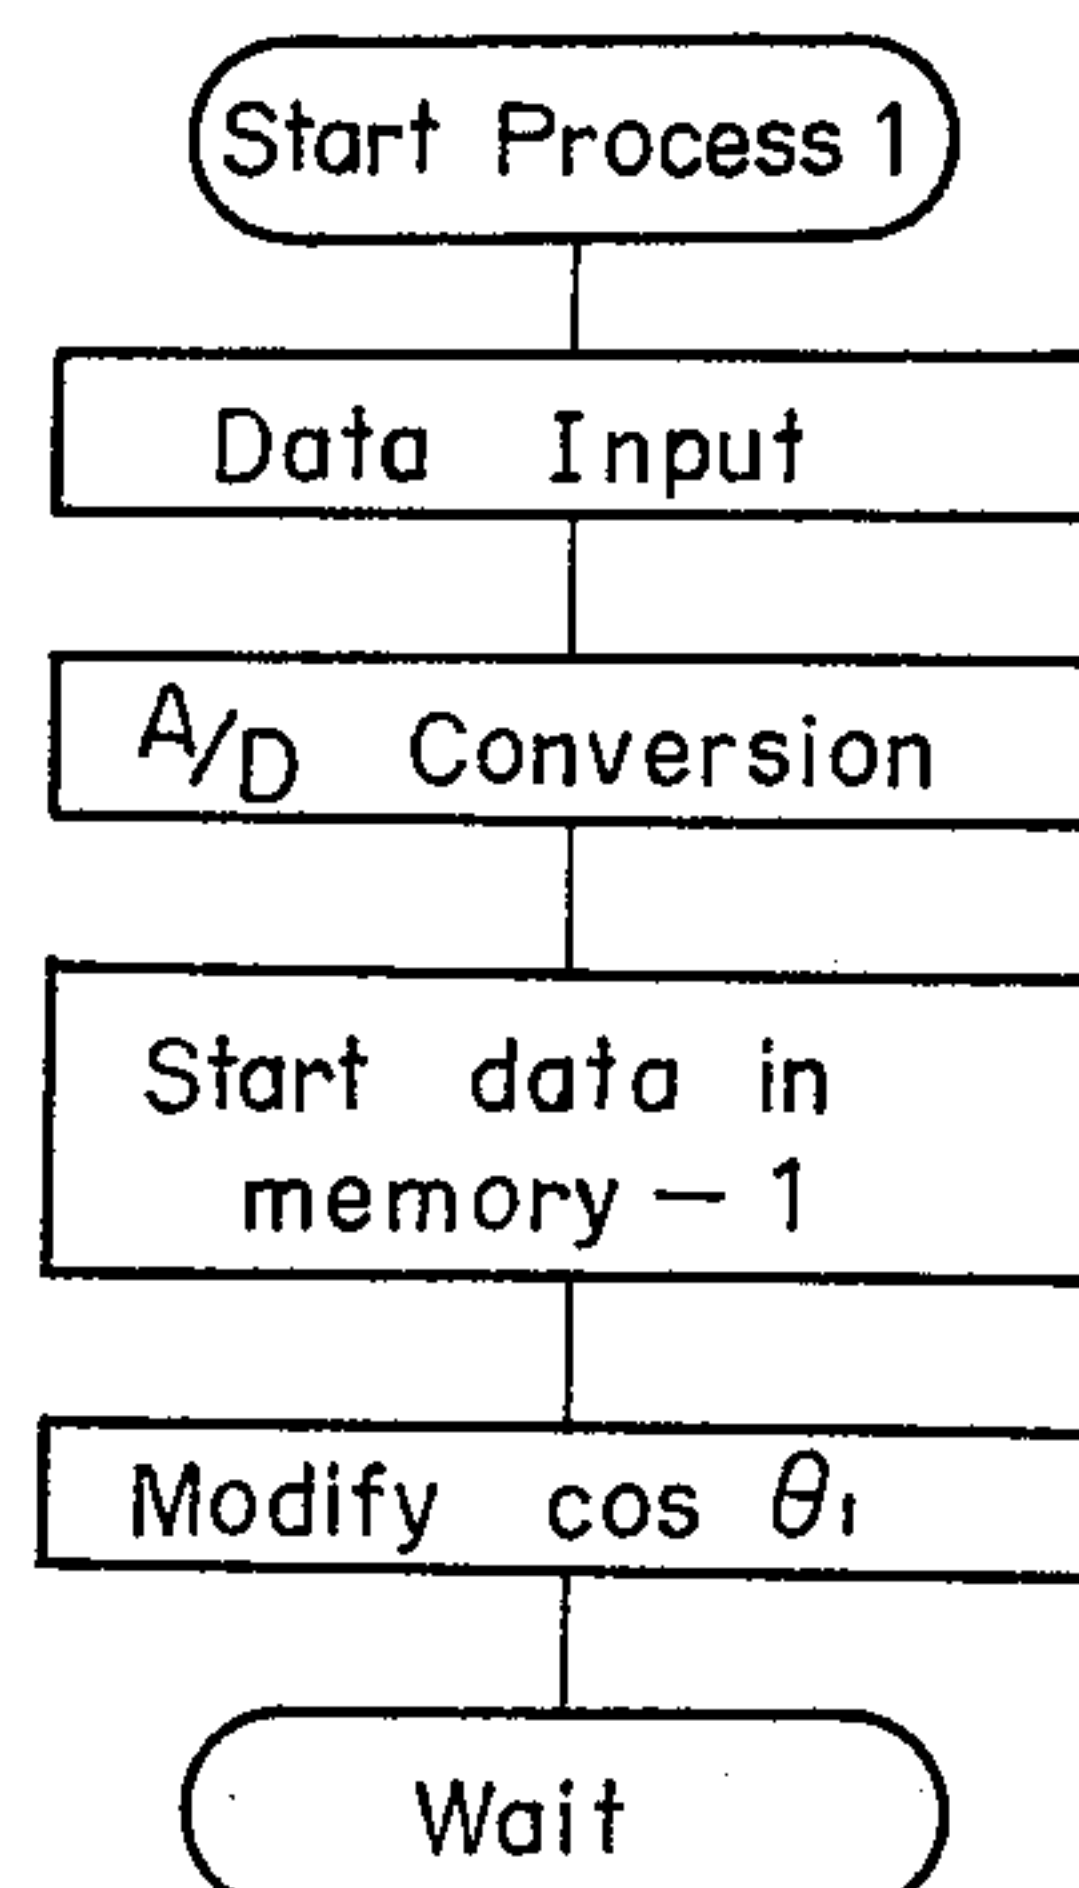 Start Process 1
Data Input
A/D Conversion
Start data in
memory - 1
Modify cos θ₁
Wait